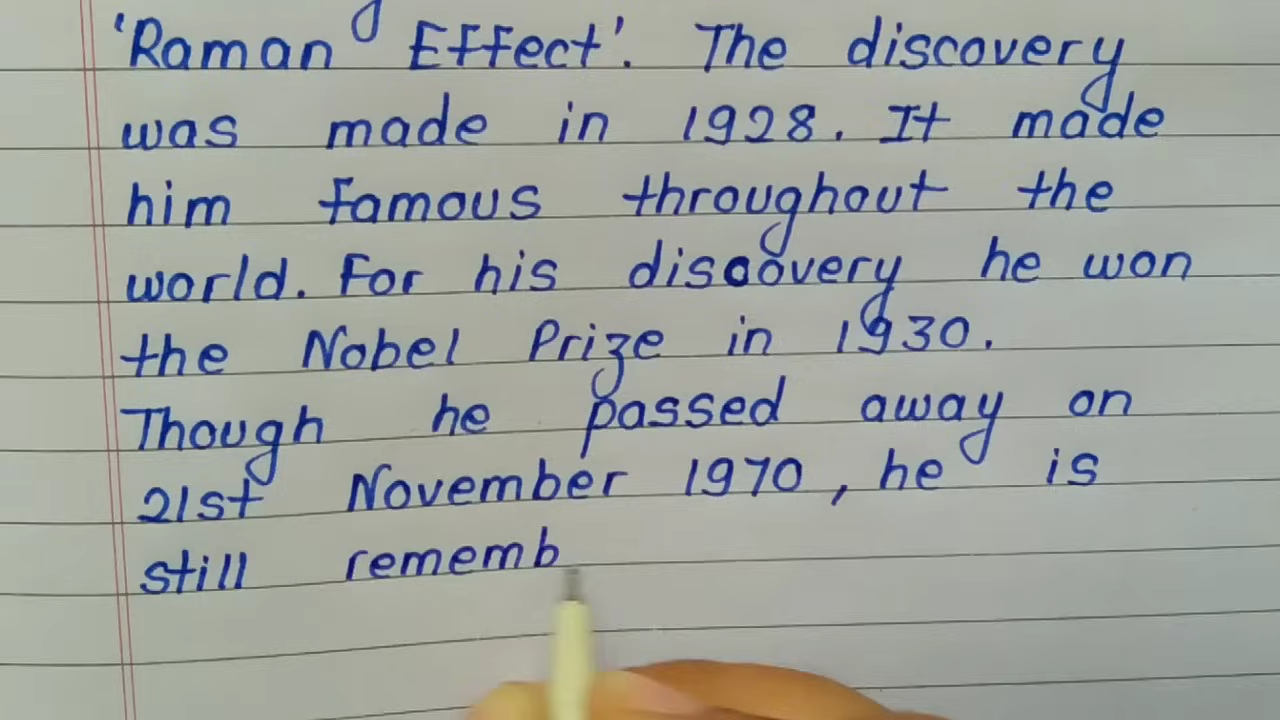 'Raman Effect'. The discovery
was made in 1928. It made
him famous throughout the
world. For his discovery he won
the Nobel Prize in 1930.
Though he passed away on
21st November 1970, he is
still rememb